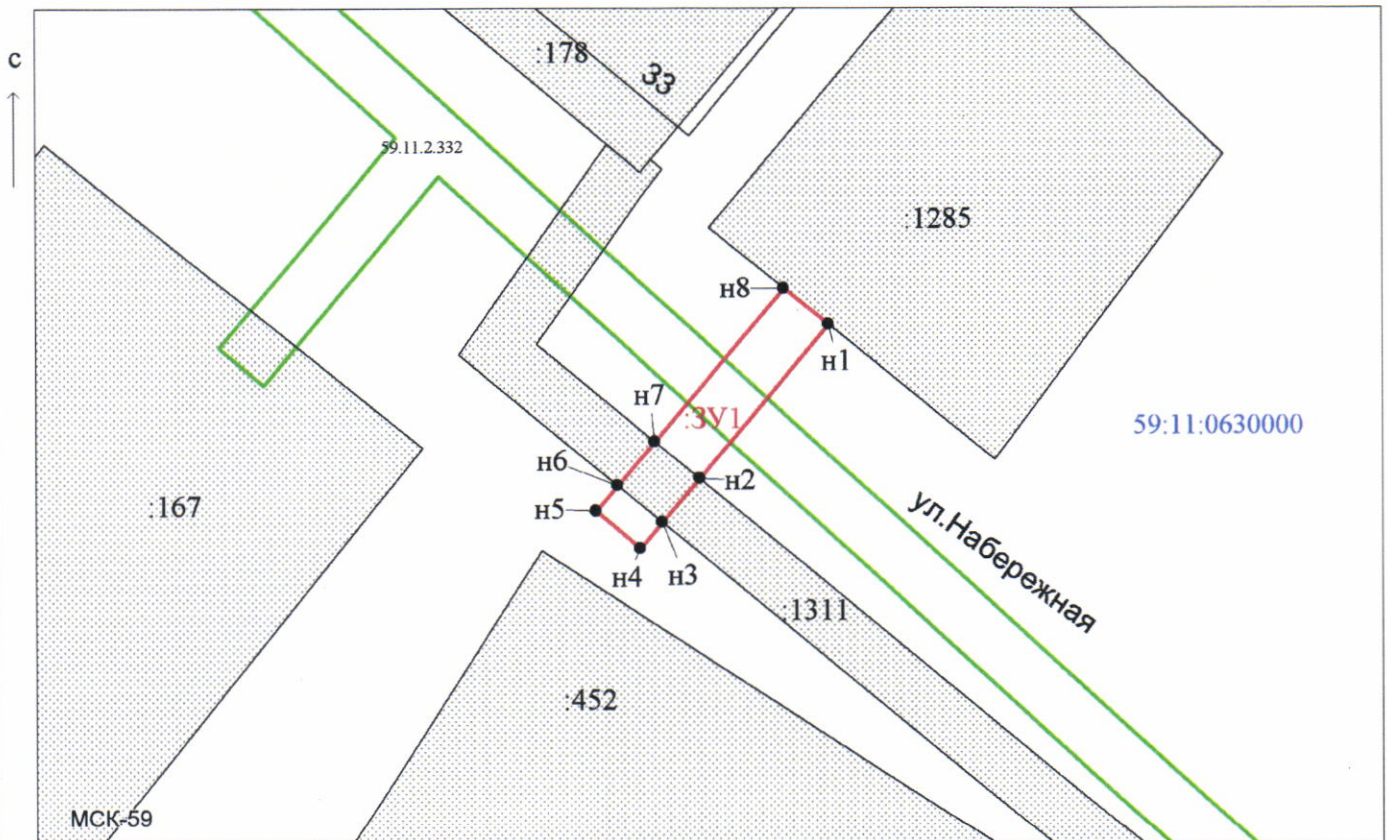 с
:178
33
59.11.2.332
:1285
н8
н1
н7
:ЗУ1
59:11:0630000
н6
н2
:167
н5
ул.Набережная
н4
н3
:1311
:452
МСК-59